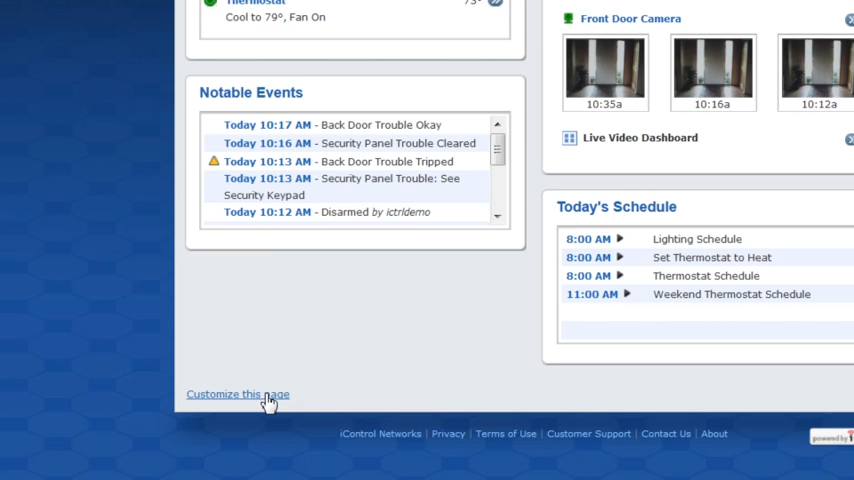 Thermostat
73°
Cool to 79°, Fan On
Notable Events
Today 10:17 AM - Back Door Trouble Okay
Today 10:16 AM - Security Panel Trouble Cleared
Today 10:13 AM - Back Door Trouble Tripped
Today 10:13 AM - Security Panel Trouble: See
Security Keypad
Today 10:12 AM - Disarmed by ictrldemo
Customize this page
Front Door Camera
10:35a 10:16a 10:12a
Live Video Dashboard
Today's Schedule
8:00 AM Lighting Schedule
8:00 AM Set Thermostat to Heat
8:00 AM Thermostat Schedule
11:00 AM Weekend Thermostat Schedule
iControl Networks | Privacy | Terms of Use | Customer Support | Contact Us | About
powered by